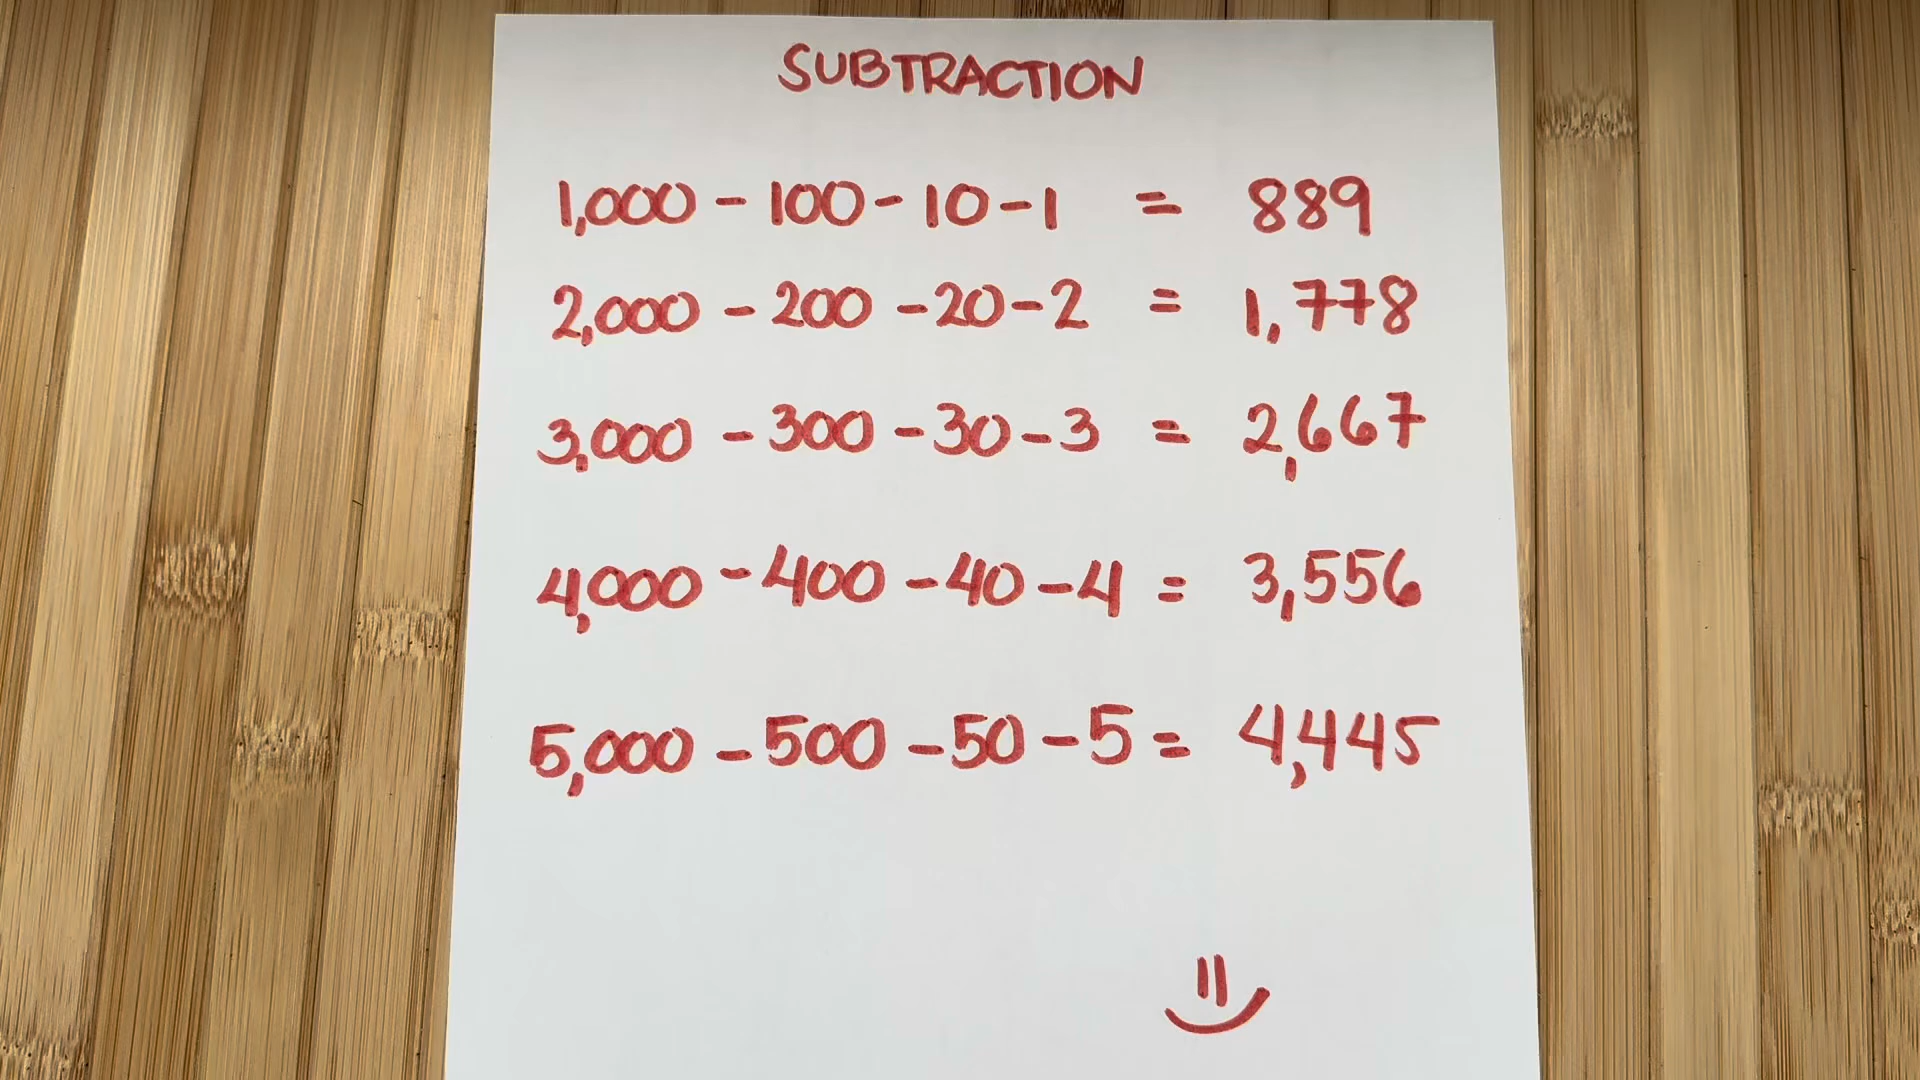 SUBTRACTION
1,000 - 100 - 10 - 1 = 889
2,000 - 200 - 20 - 2 = 1,778
3,000 - 300 - 30 - 3 = 2,667
4,000 - 400 - 40 - 4 = 3,556
5,000 - 500 - 50 - 5 = 4,445